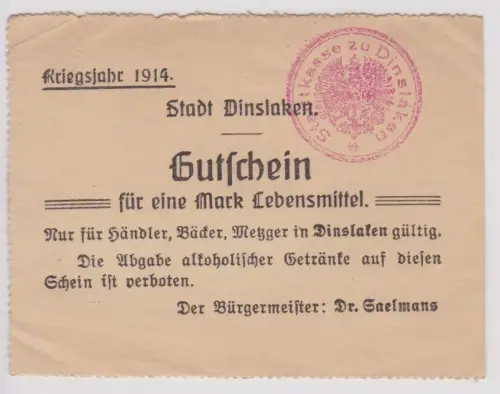 Kriegsjahr 1914.
Stadtkasse zu Dinslaken
Stadt Dinslaken.
Gutschein
für eine Mark Lebensmittel.
Nur für Händler, Bäcker, Metzger in Dinslaken gültig.
Die Abgabe alkoholischer Getränke auf diesen
Schein ist verboten.
Der Bürgermeister: Dr. Saelmans